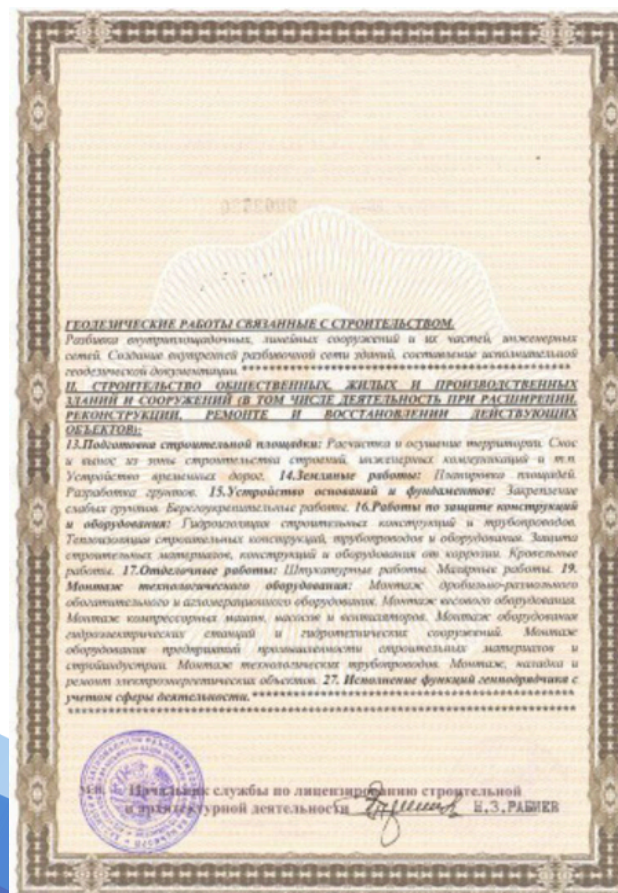 ГЕОДЕЗИЧЕСКИЕ РАБОТЫ СВЯЗАННЫЕ С СТРОИТЕЛЬСТВОМ.
Разбивка внутриплощадочных, линейных сооружений и их частей, инженерных
сетей. Создание внутренней разбивочной сети зданий, составление исполнительной
геодезической документации.
II. СТРОИТЕЛЬСТВО ОБЩЕСТВЕННЫХ, ЖИЛЫХ И ПРОИЗВОДСТВЕННЫХ
ЗДАНИЙ И СООРУЖЕНИЙ (В ТОМ ЧИСЛЕ ДЕЯТЕЛЬНОСТЬ ПРИ РАСШИРЕНИИ,
РЕКОНСТРУКЦИИ, РЕМОНТЕ И ВОССТАНОВЛЕНИИ ДЕЙСТВУЮЩИХ
ОБЪЕКТОВ):
13.Подготовка строительной площадки: Расчистка и осушение территории. Снос
и вынос из зоны строительства строений, инженерных коммуникаций и т.п.
Устройство временных дорог. 14.Земляные работы: Планировка площадей.
Разработка грунтов. 15.Устройство оснований и фундаментов: Закрепление
слабых грунтов. Берегоукрепительные работы. 16.Работы по защите конструкций
и оборудования: Гидроизоляция строительных конструкций и трубопроводов.
Теплоизоляция строительных конструкций, трубопроводов и оборудования. Защита
строительных материалов, конструкций и оборудования от коррозии. Кровельные
работы. 17.Отделочные работы: Штукатурные работы. Малярные работы. 19.
Монтаж технологического оборудования: Монтаж дробильно-размольного
обогатительного и агломерационного оборудования. Монтаж весового оборудования.
Монтаж компрессорных машин, насосов и вентиляторов. Монтаж оборудования
гидроэлектрических станций и гидротехнических сооружений. Монтаж
оборудования предприятий промышленности строительных материалов и
стройиндустрии. Монтаж технологических трубопроводов. Монтаж, наладка и
ремонт электроэнергетических объектов. 27. Исполнение функций генподрядчика с
учетом сферы деятельности.
М.П. Начальник службы по лицензированию строительной
и архитектурной деятельности Н.З.РАБИЕВ